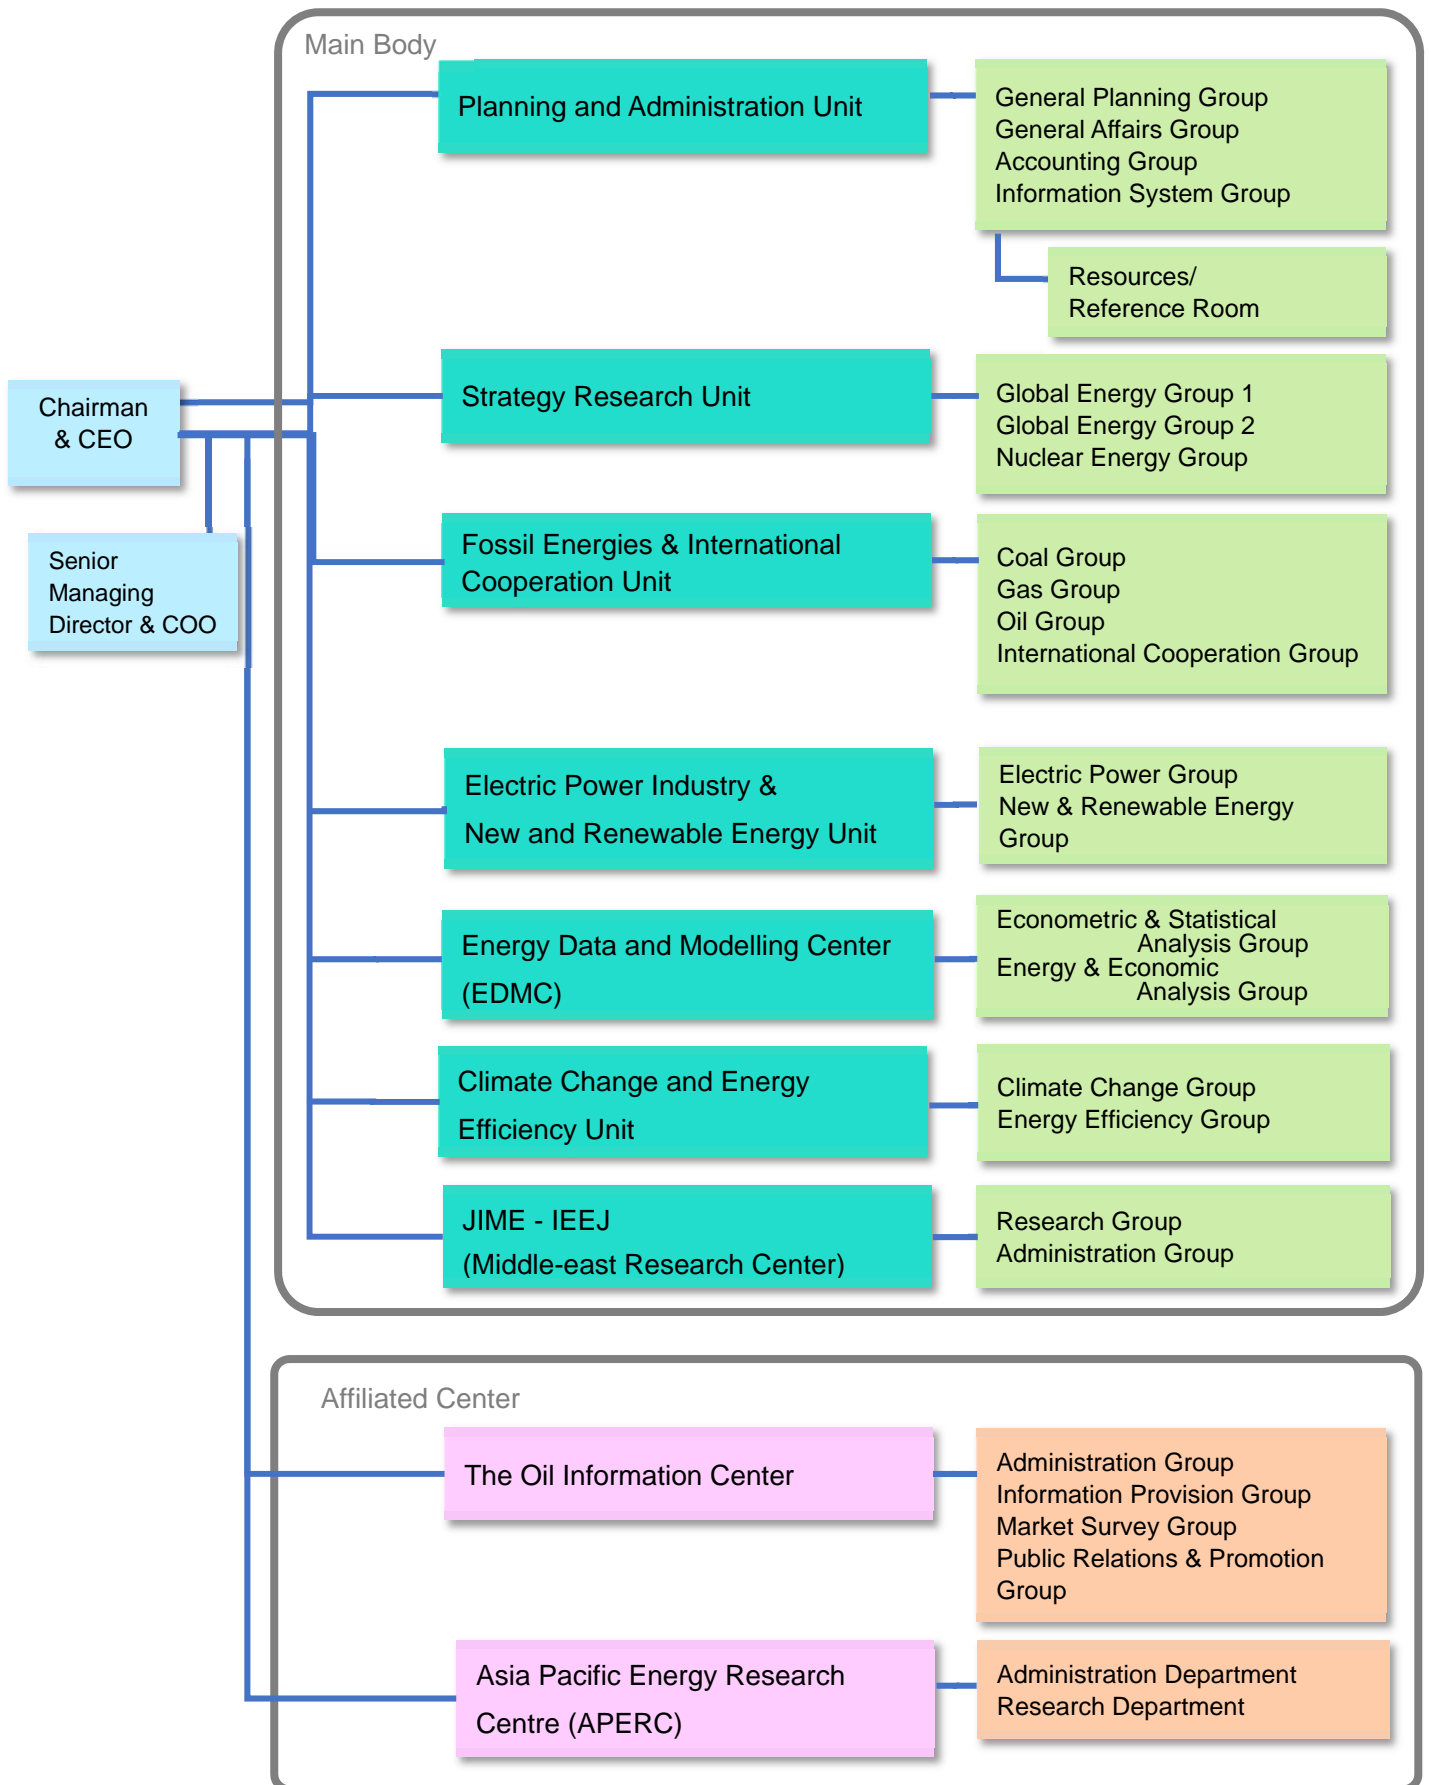 Main Body
Planning and Administration Unit
General Planning Group
General Affairs Group
Accounting Group
Information System Group
Resources/
Reference Room
Chairman
& CEO
Senior
Managing
Director & COO
Strategy Research Unit
Global Energy Group 1
Global Energy Group 2
Nuclear Energy Group
Fossil Energies & International
Cooperation Unit
Coal Group
Gas Group
Oil Group
International Cooperation Group
Electric Power Industry &
New and Renewable Energy Unit
Electric Power Group
New & Renewable Energy
Group
Energy Data and Modelling Center
(EDMC)
Econometric & Statistical
Analysis Group
Energy & Economic
Analysis Group
Climate Change and Energy
Efficiency Unit
Climate Change Group
Energy Efficiency Group
JIME - IEEJ
(Middle-east Research Center)
Research Group
Administration Group
Affiliated Center
The Oil Information Center
Administration Group
Information Provision Group
Market Survey Group
Public Relations & Promotion
Group
Asia Pacific Energy Research
Centre (APERC)
Administration Department
Research Department